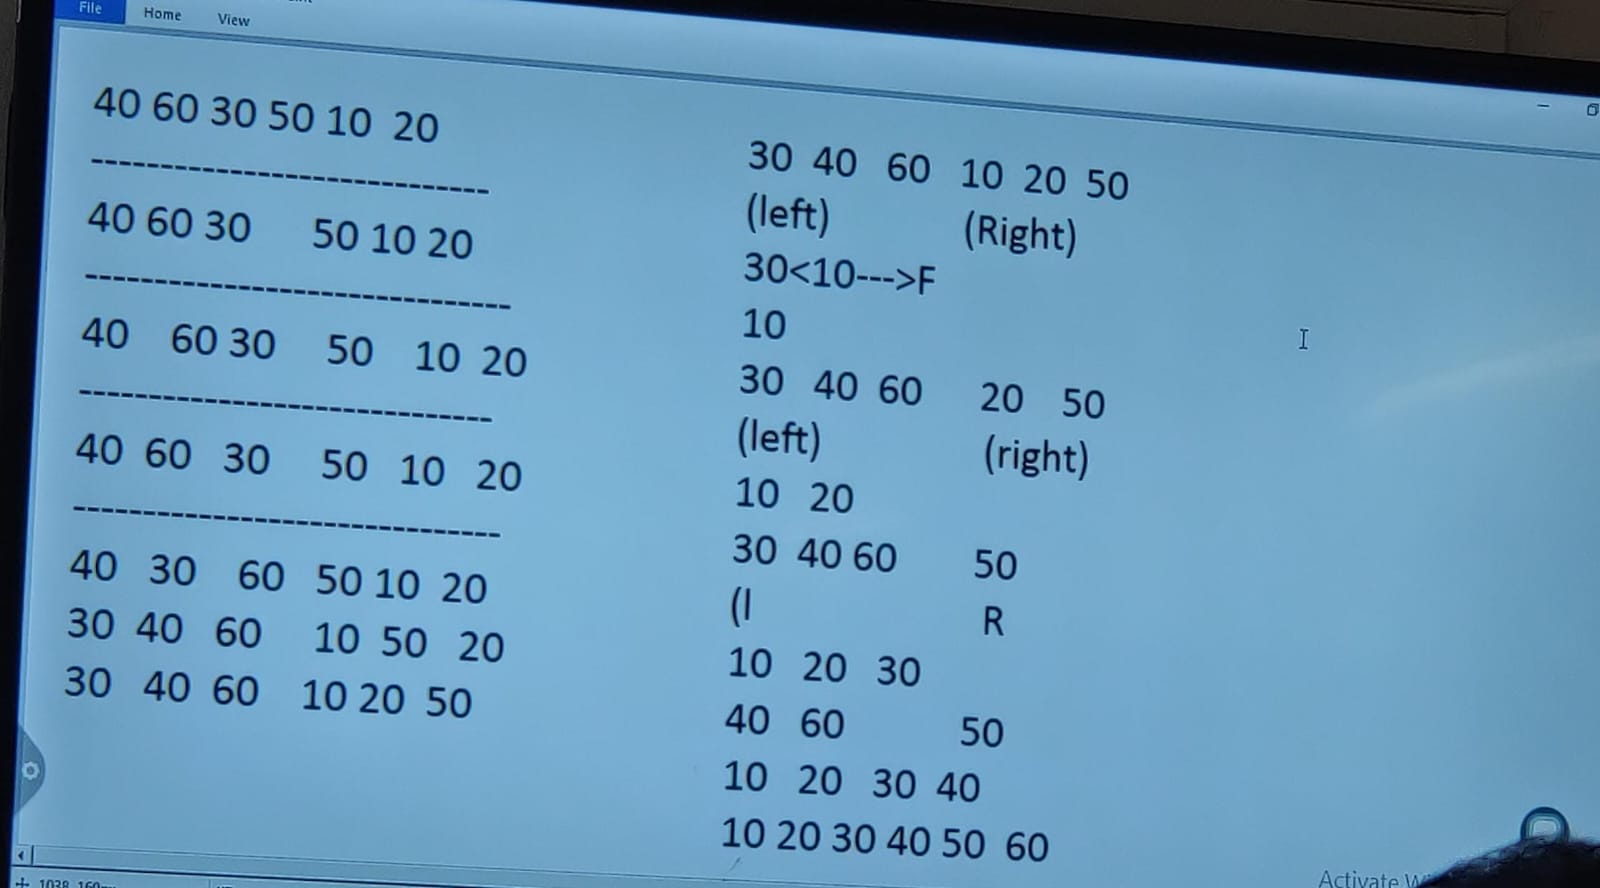 File Home View
40 60 30 50 10 20
---------------------------
40 60 30 50 10 20
-----------------------------
40 60 30 50 10 20
----------------------------
40 60 30 50 10 20
-----------------------------
40 30 60 50 10 20
30 40 60 10 50 20
30 40 60 10 20 50
30 40 60 10 20 50
(left) (Right)
30<10--->F
10
30 40 60 20 50
(left) (right)
10 20
30 40 60 50
(l R
10 20 30
40 60 50
10 20 30 40
10 20 30 40 50 60
Activate